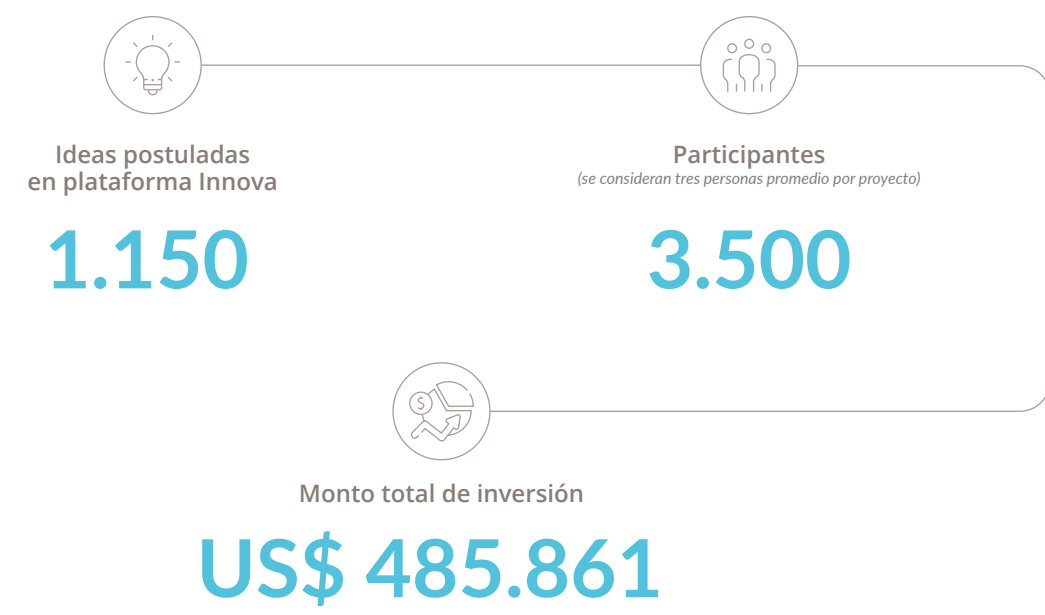 Ideas postuladas
en plataforma Innova
1.150
Participantes
(se consideran tres personas promedio por proyecto)
3.500
$
Monto total de inversión
US$ 485.861